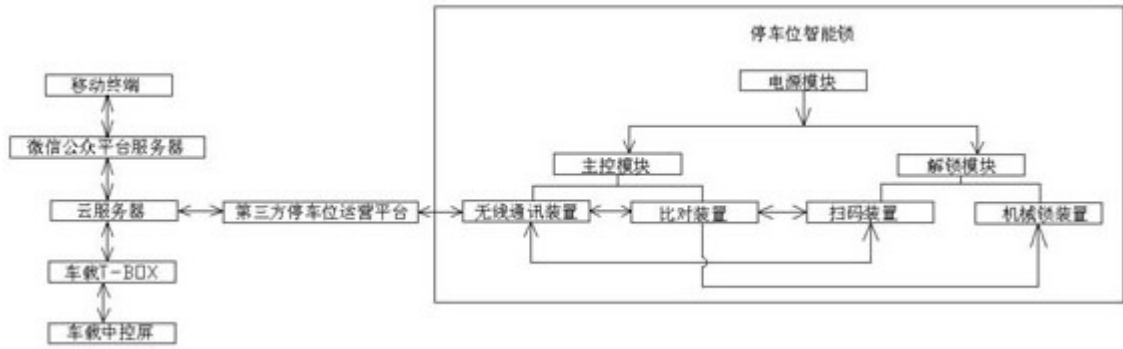 停车位智能锁
电源模块
移动终端
微信公众平台服务器
主控模块
解锁模块
云服务器
第三方停车位运营平台
无线通讯装置
比对装置
扫码装置
机械锁装置
车载T-BOX
车载中控屏